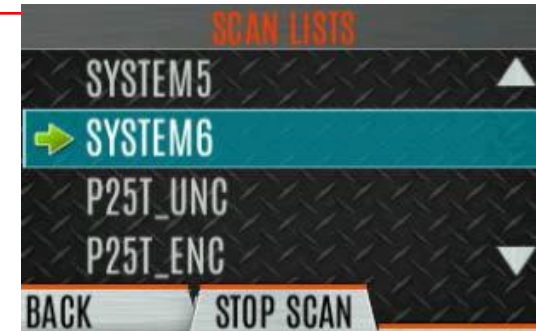 SCAN LISTS
SYSTEM5
SYSTEM6
P25T_UNC
P25T_ENC
BACK STOP SCAN